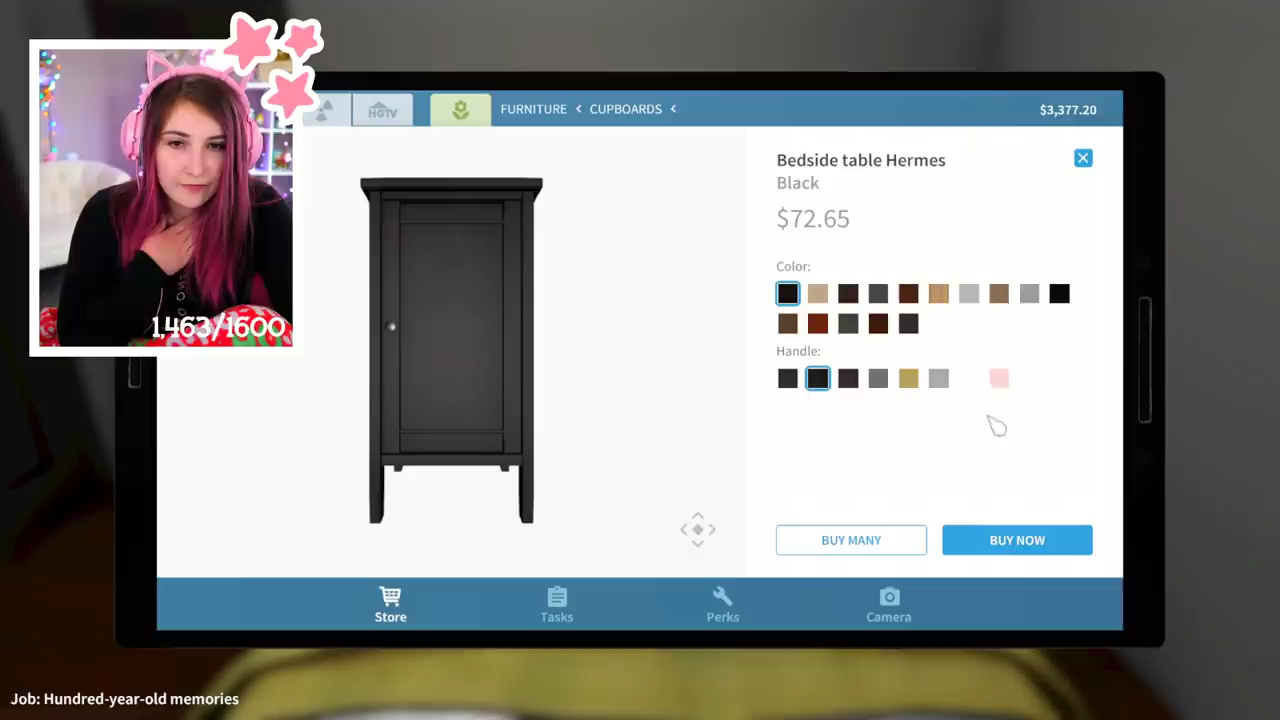 HGTV
FURNITURE < CUPBOARDS <
$3,377.20
Bedside table Hermes
Black
$72.65
Color:
Handle:
BUY MANY
BUY NOW
Store
Tasks
Perks
Camera
1,463/1600
Job: Hundred-year-old memories